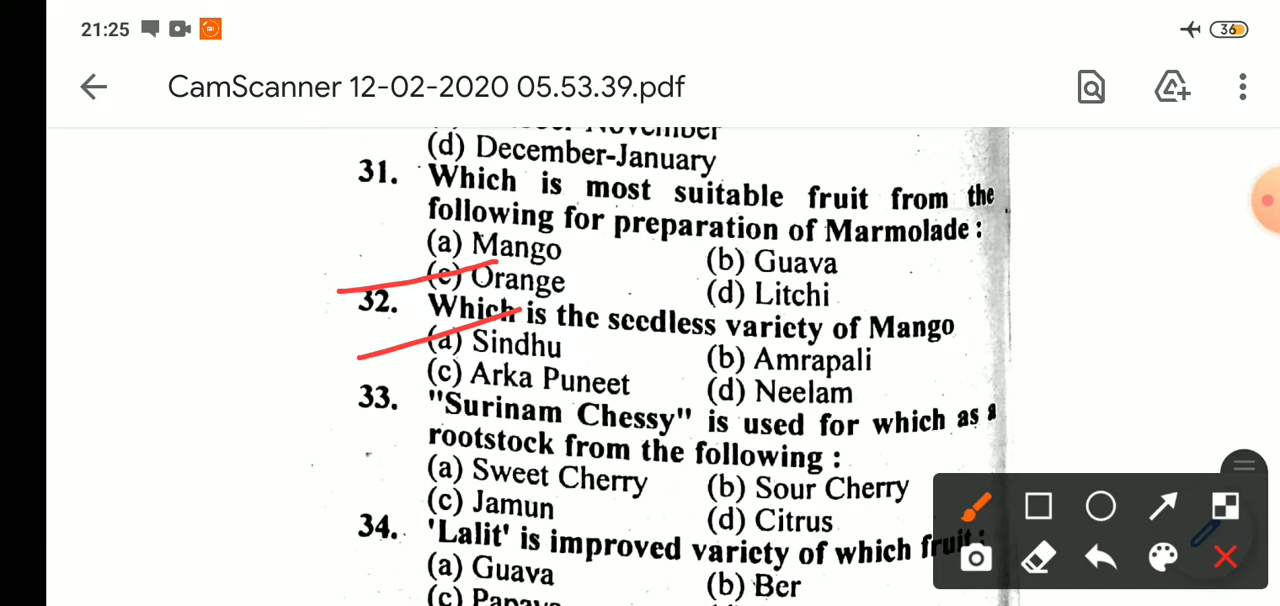 21:25
36
CamScanner 12-02-2020 05.53.39.pdf
November
(d) December-January
31. Which is most suitable fruit from the
following for preparation of Marmolade :
(a) Mango (b) Guava
(c) Orange (d) Litchi
32. Which is the seedless variety of Mango
(a) Sindhu (b) Amrapali
(c) Arka Puneet (d) Neelam
33. "Surinam Chessy" is used for which as a
rootstock from the following :
(a) Sweet Cherry (b) Sour Cherry
(c) Jamun (d) Citrus
34. 'Lalit' is improved variety of which fruit :
(a) Guava (b) Ber
(c) Papaya